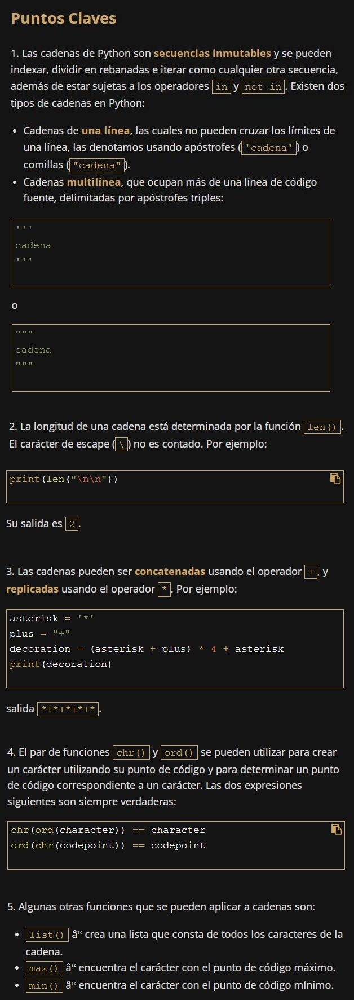 Puntos Claves
1. Las cadenas de Python son secuencias inmutables y se pueden
indexar, dividir en rebanadas e iterar como cualquier otra secuencia,
además de estar sujetas a los operadores in y not in. Existen dos
tipos de cadenas en Python:
• Cadenas de una línea, las cuales no pueden cruzar los límites de
una línea, las denotamos usando apóstrofes ('cadena') o
comillas ("cadena").
• Cadenas multilínea, que ocupan más de una línea de código
fuente, delimitadas por apóstrofes triples:
'''
cadena
'''
o
"""
cadena
"""
2. La longitud de una cadena está determinada por la función len().
El carácter de escape (\) no es contado. Por ejemplo:
print(len("\n\n"))
Su salida es 2.
3. Las cadenas pueden ser concatenadas usando el operador +, y
replicadas usando el operador *. Por ejemplo:
asterisk = '*'
plus = "+"
decoration = (asterisk + plus) * 4 + asterisk
print(decoration)
salida *+*+*+*+*.
4. El par de funciones chr() y ord() se pueden utilizar para crear
un carácter utilizando su punto de código y para determinar un punto
de código correspondiente a un carácter. Las dos expresiones
siguientes son siempre verdaderas:
chr(ord(character)) == character
ord(chr(codepoint)) == codepoint
5. Algunas otras funciones que se pueden aplicar a cadenas son:
• list() â“ crea una lista que consta de todos los caracteres de la
cadena.
• max() â“ encuentra el carácter con el punto de código máximo.
• min() â“ encuentra el carácter con el punto de código mínimo.